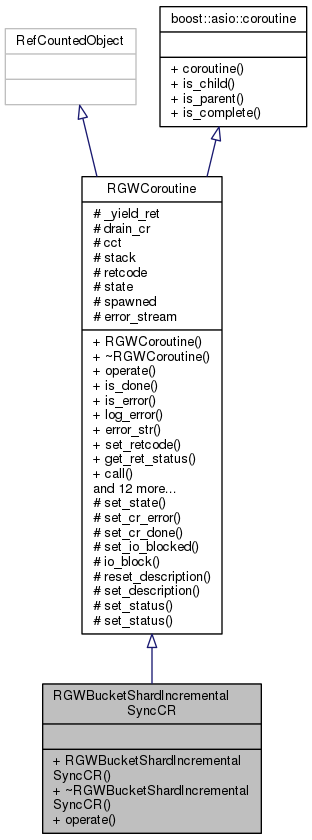 RefCountedObject
boost::asio::coroutine
+ coroutine()
+ is_child()
+ is_parent()
+ is_complete()
RGWCoroutine
# _yield_ret
# drain_cr
# cct
# stack
# retcode
# state
# spawned
# error_stream
+ RGWCoroutine()
+ ~RGWCoroutine()
+ operate()
+ is_done()
+ is_error()
+ log_error()
+ error_str()
+ set_retcode()
+ get_ret_status()
+ call()
and 12 more...
# set_state()
# set_cr_error()
# set_cr_done()
# set_io_blocked()
# io_block()
# reset_description()
# set_description()
# set_status()
# set_status()
RGWBucketShardIncremental
SyncCR
+ RGWBucketShardIncremental
SyncCR()
+ ~RGWBucketShardIncremental
SyncCR()
+ operate()